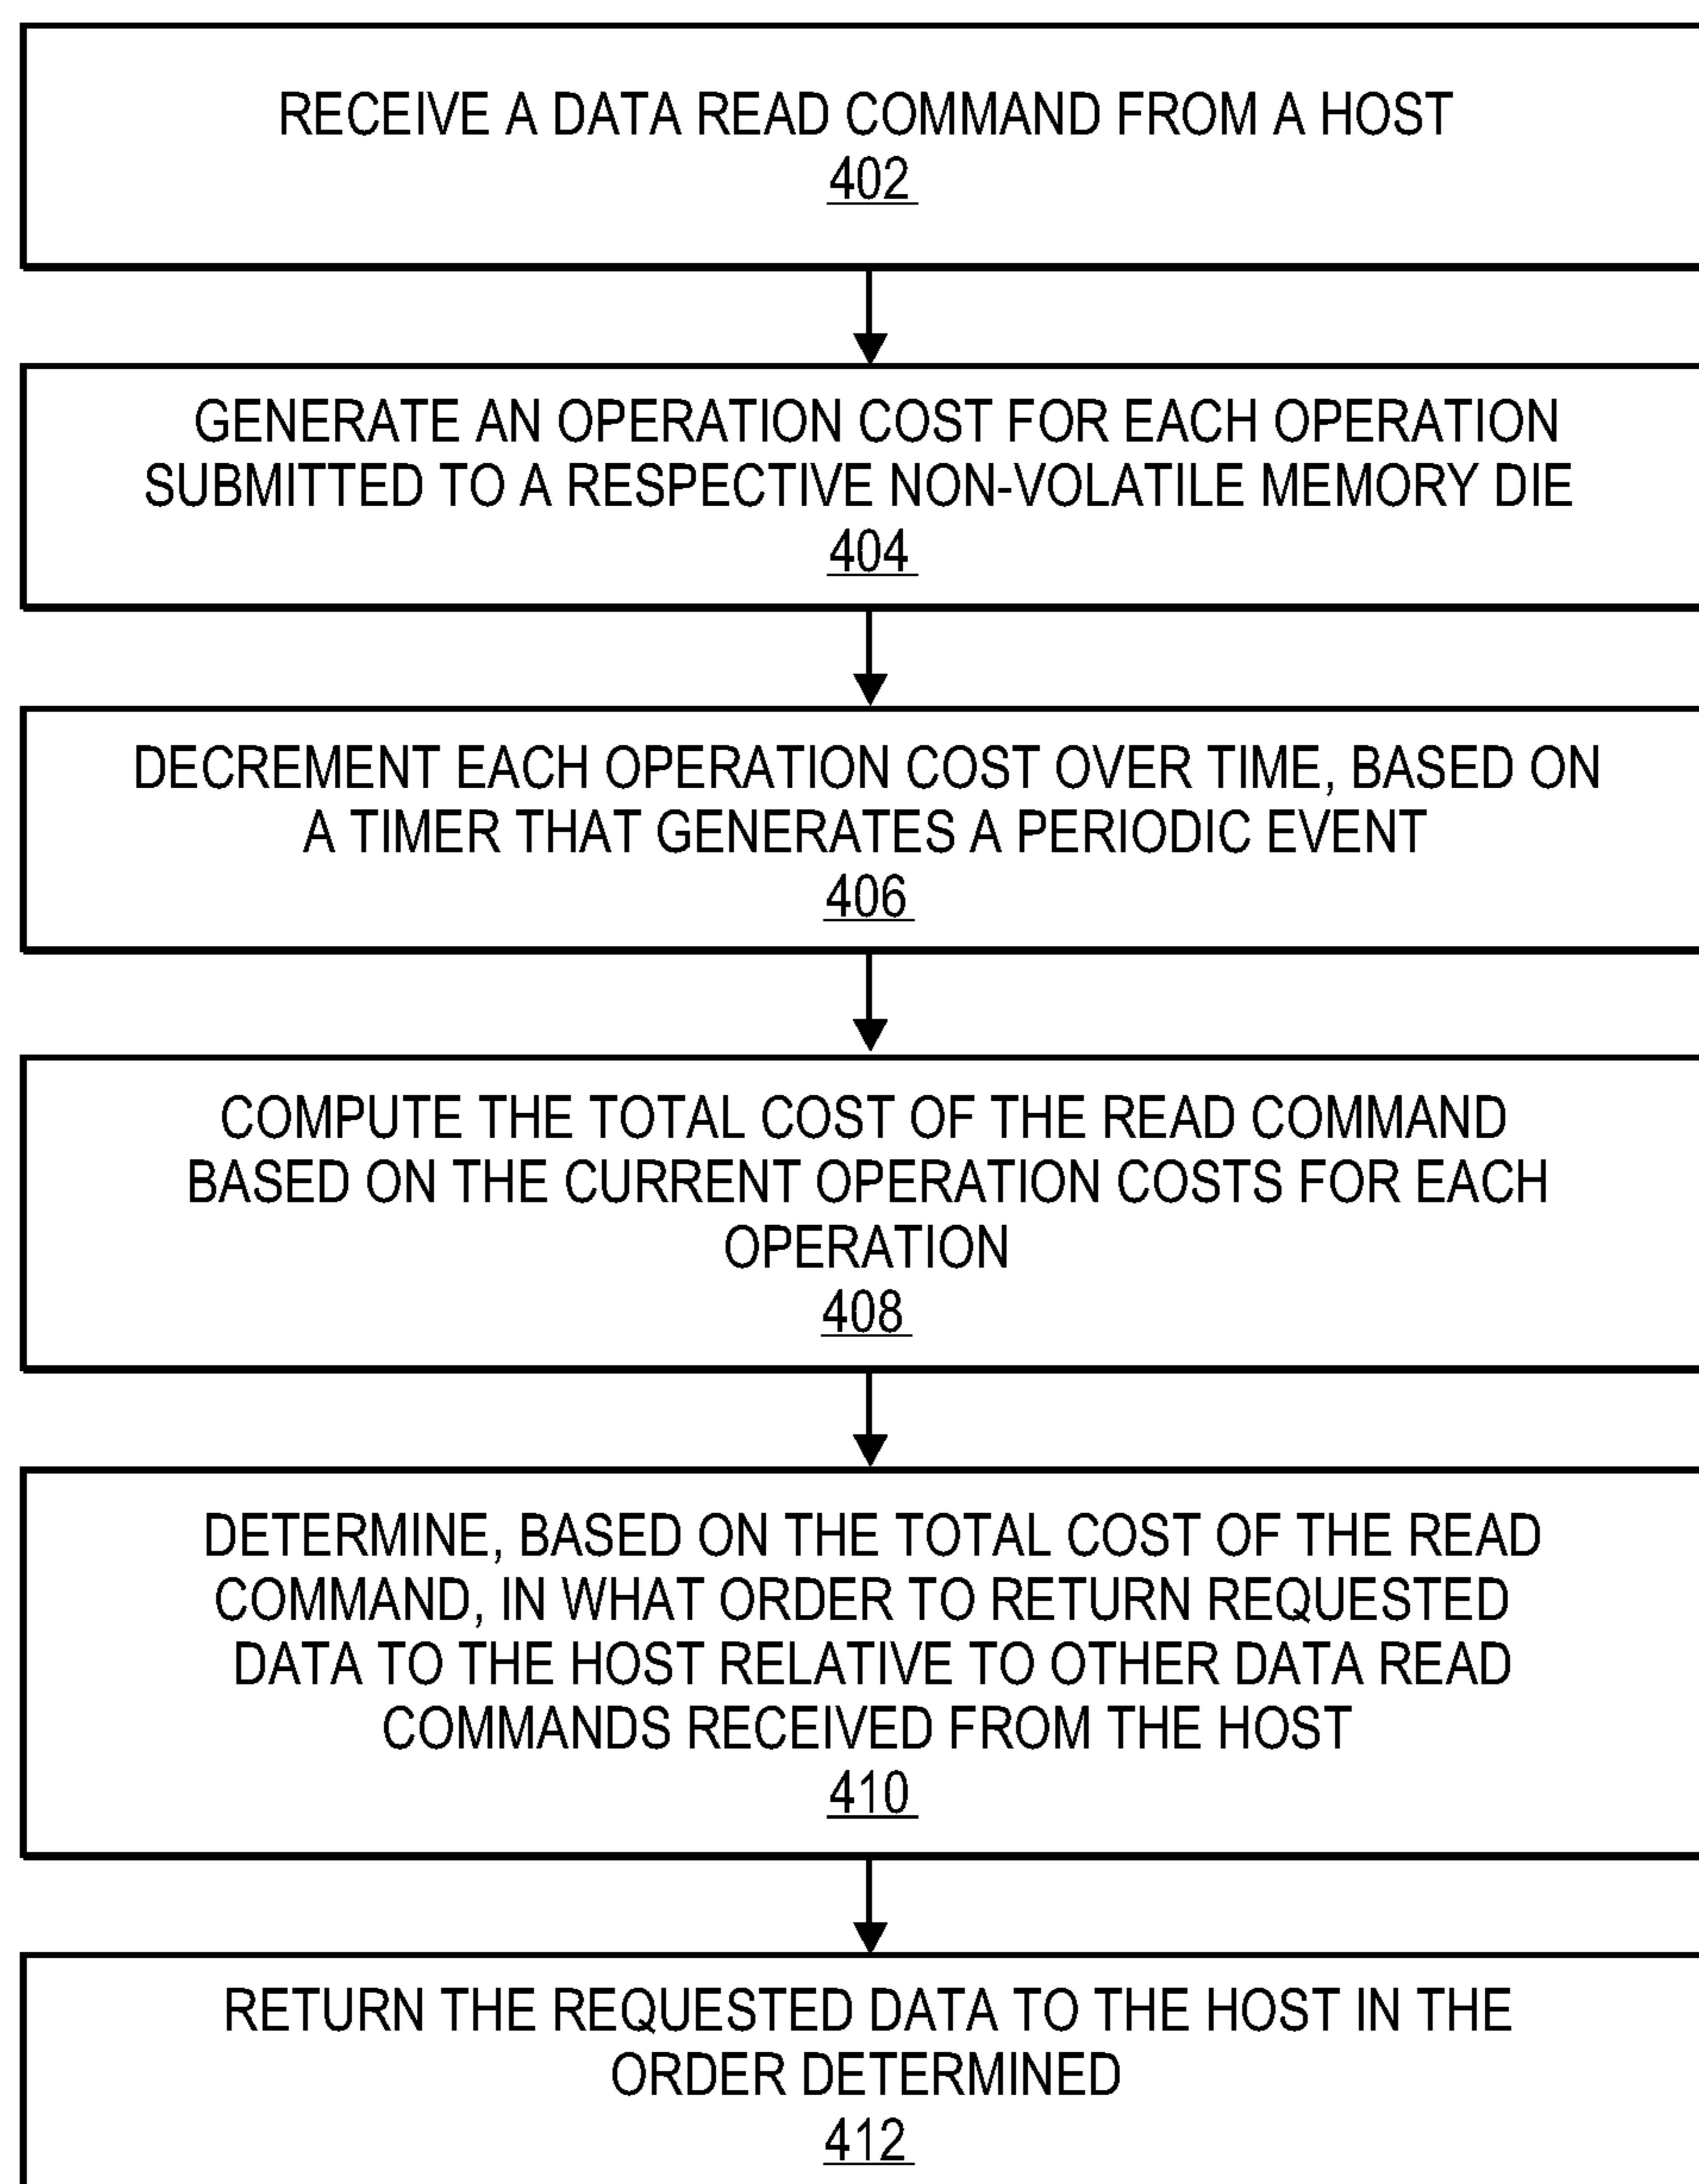 RECEIVE A DATA READ COMMAND FROM A HOST
402
GENERATE AN OPERATION COST FOR EACH OPERATION
SUBMITTED TO A RESPECTIVE NON-VOLATILE MEMORY DIE
404
DECREMENT EACH OPERATION COST OVER TIME, BASED ON
A TIMER THAT GENERATES A PERIODIC EVENT
406
COMPUTE THE TOTAL COST OF THE READ COMMAND
BASED ON THE CURRENT OPERATION COSTS FOR EACH
OPERATION
408
DETERMINE, BASED ON THE TOTAL COST OF THE READ
COMMAND, IN WHAT ORDER TO RETURN REQUESTED
DATA TO THE HOST RELATIVE TO OTHER DATA READ
COMMANDS RECEIVED FROM THE HOST
410
RETURN THE REQUESTED DATA TO THE HOST IN THE
ORDER DETERMINED
412